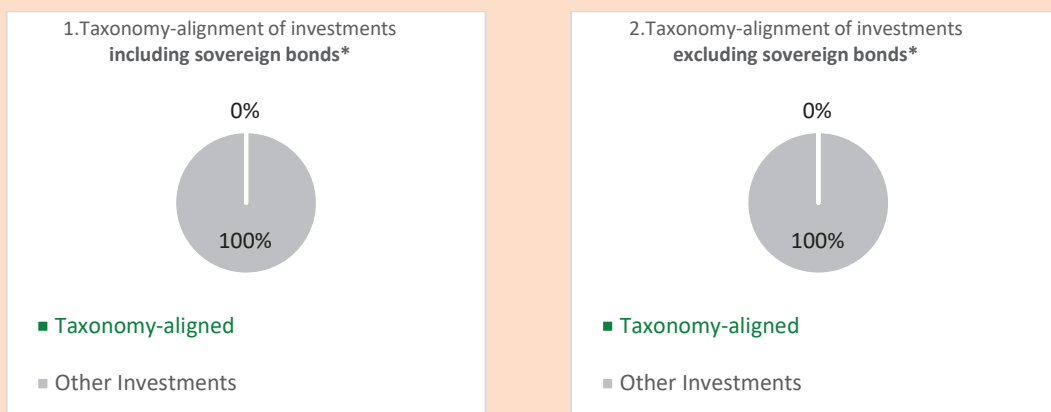 1.Taxonomy-alignment of investments
including sovereign bonds*
0%
100%
Taxonomy-aligned
Other Investments
2.Taxonomy-alignment of investments
excluding sovereign bonds*
0%
100%
Taxonomy-aligned
Other Investments